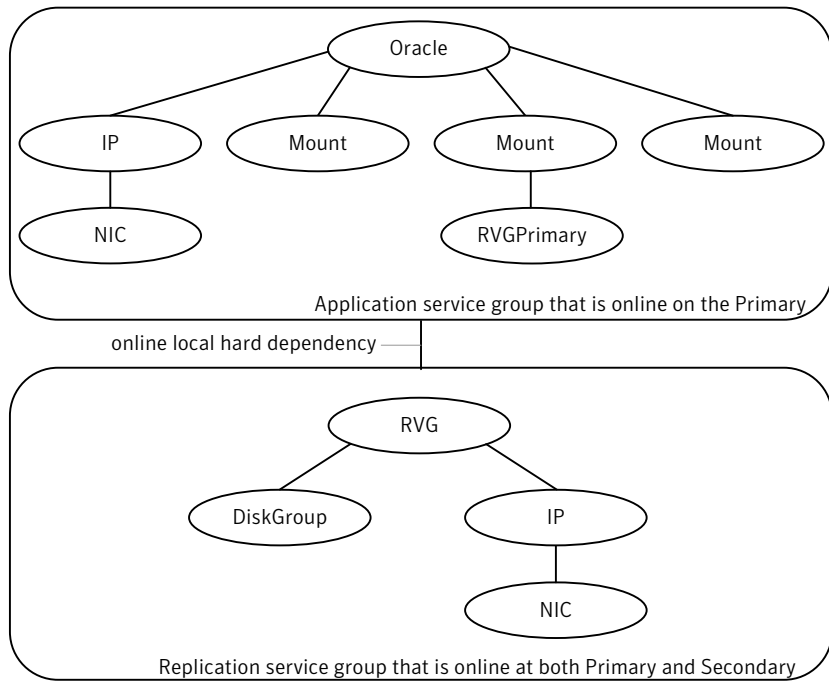 Oracle
IP
Mount
Mount
Mount
NIC
RVGPrimary
Application service group that is online on the Primary
online local hard dependency
RVG
DiskGroup
IP
NIC
Replication service group that is online at both Primary and Secondary